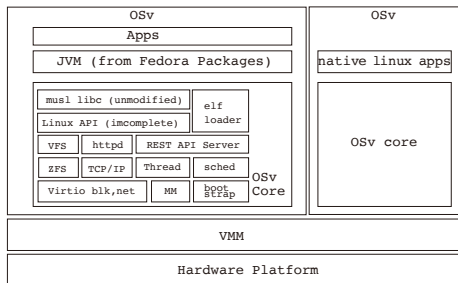 OSv
Apps
JVM (from Fedora Packages)
musl libc (unmodified)
elf
loader
Linux API (imcomplete)
VFS
httpd
REST API Server
ZFS
TCP/IP
Thread
sched
OSv
Core
Virtio blk,net
MM
boot
strap
OSv
native linux apps
OSv core
VMM
Hardware Platform